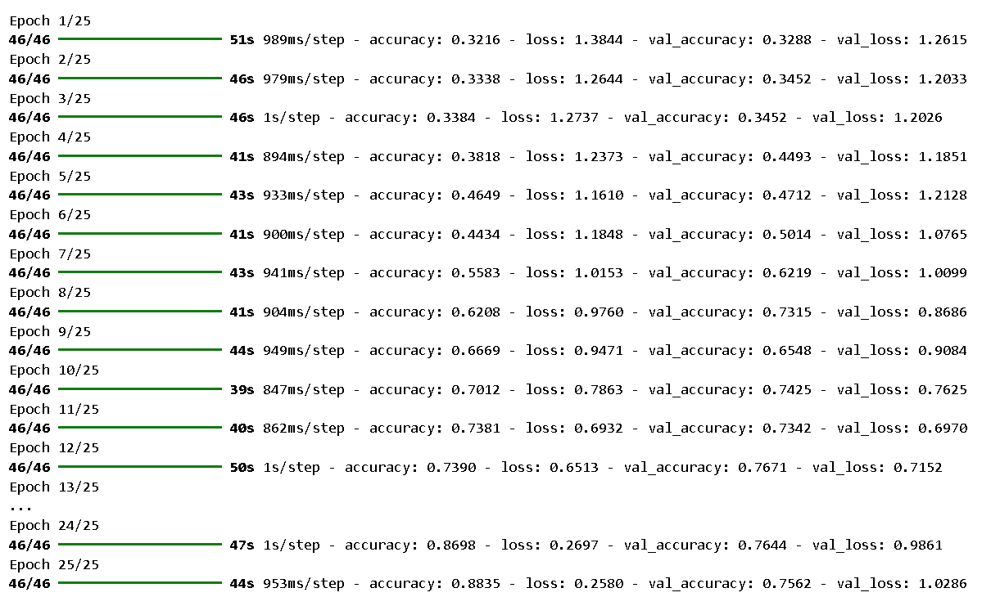 Epoch 1/25
46/46 51s 989ms/step - accuracy: 0.3216 - loss: 1.3844 - val_accuracy: 0.3288 - val_loss: 1.2615
Epoch 2/25
46/46 46s 979ms/step - accuracy: 0.3338 - loss: 1.2644 - val_accuracy: 0.3452 - val_loss: 1.2033
Epoch 3/25
46/46 46s 1s/step - accuracy: 0.3384 - loss: 1.2737 - val_accuracy: 0.3452 - val_loss: 1.2026
Epoch 4/25
46/46 41s 894ms/step - accuracy: 0.3818 - loss: 1.2373 - val_accuracy: 0.4493 - val_loss: 1.1851
Epoch 5/25
46/46 43s 933ms/step - accuracy: 0.4649 - loss: 1.1610 - val_accuracy: 0.4712 - val_loss: 1.2128
Epoch 6/25
46/46 41s 900ms/step - accuracy: 0.4434 - loss: 1.1848 - val_accuracy: 0.5014 - val_loss: 1.0765
Epoch 7/25
46/46 43s 941ms/step - accuracy: 0.5583 - loss: 1.0153 - val_accuracy: 0.6219 - val_loss: 1.0099
Epoch 8/25
46/46 41s 904ms/step - accuracy: 0.6208 - loss: 0.9760 - val_accuracy: 0.7315 - val_loss: 0.8686
Epoch 9/25
46/46 44s 949ms/step - accuracy: 0.6669 - loss: 0.9471 - val_accuracy: 0.6548 - val_loss: 0.9084
Epoch 10/25
46/46 39s 847ms/step - accuracy: 0.7012 - loss: 0.7863 - val_accuracy: 0.7425 - val_loss: 0.7625
Epoch 11/25
46/46 40s 862ms/step - accuracy: 0.7381 - loss: 0.6932 - val_accuracy: 0.7342 - val_loss: 0.6970
Epoch 12/25
46/46 50s 1s/step - accuracy: 0.7390 - loss: 0.6513 - val_accuracy: 0.7671 - val_loss: 0.7152
Epoch 13/25
...
Epoch 24/25
46/46 47s 1s/step - accuracy: 0.8698 - loss: 0.2697 - val_accuracy: 0.7644 - val_loss: 0.9861
Epoch 25/25
46/46 44s 953ms/step - accuracy: 0.8835 - loss: 0.2580 - val_accuracy: 0.7562 - val_loss: 1.0286